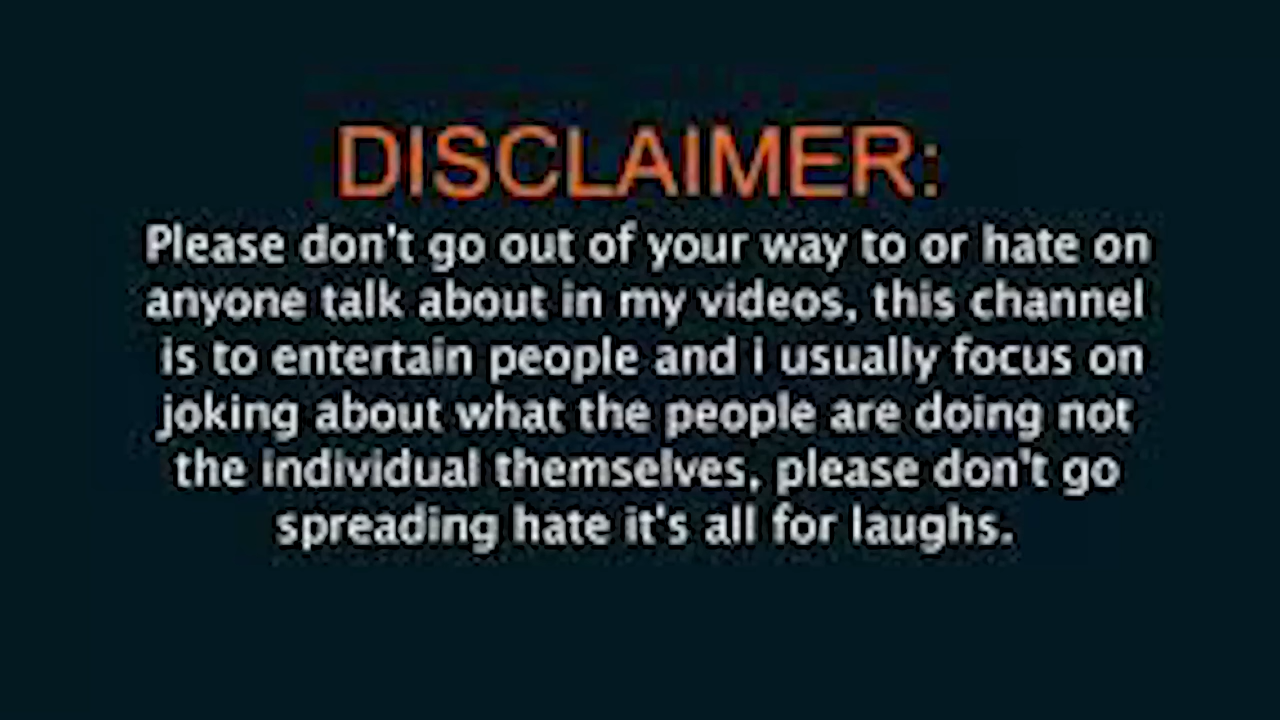 DISCLAIMER:
Please don't go out of your way to or hate on
anyone talk about in my videos, this channel
is to entertain people and i usually focus on
joking about what the people are doing not
the individual themselves, please don't go
spreading hate it's all for laughs.